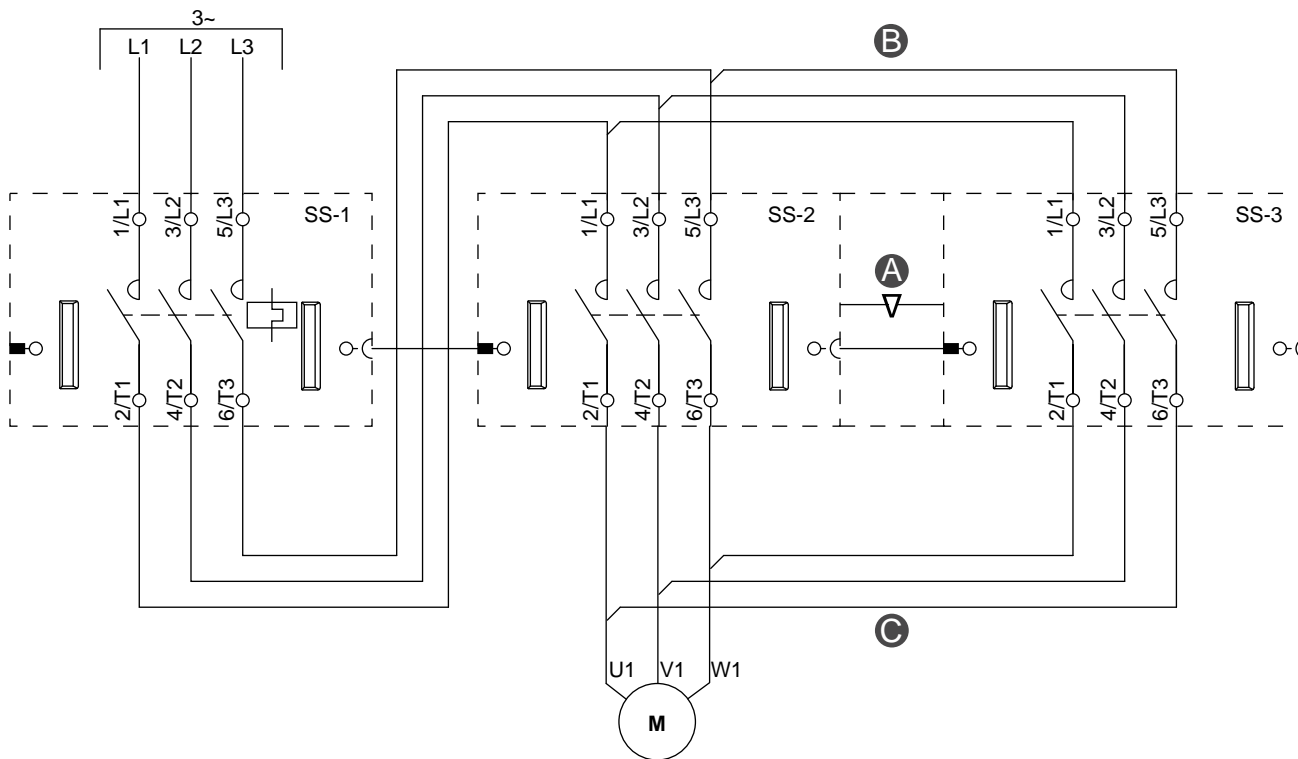 3~
L1 L2 L3
B
1/L1 3/L2 5/L3 SS-1
1/L1 3/L2 5/L3 SS-2
1/L1 3/L2 5/L3 SS-3
A
2/T1 4/T2 6/T3
2/T1 4/T2 6/T3
2/T1 4/T2 6/T3
C
U1 V1 W1
M